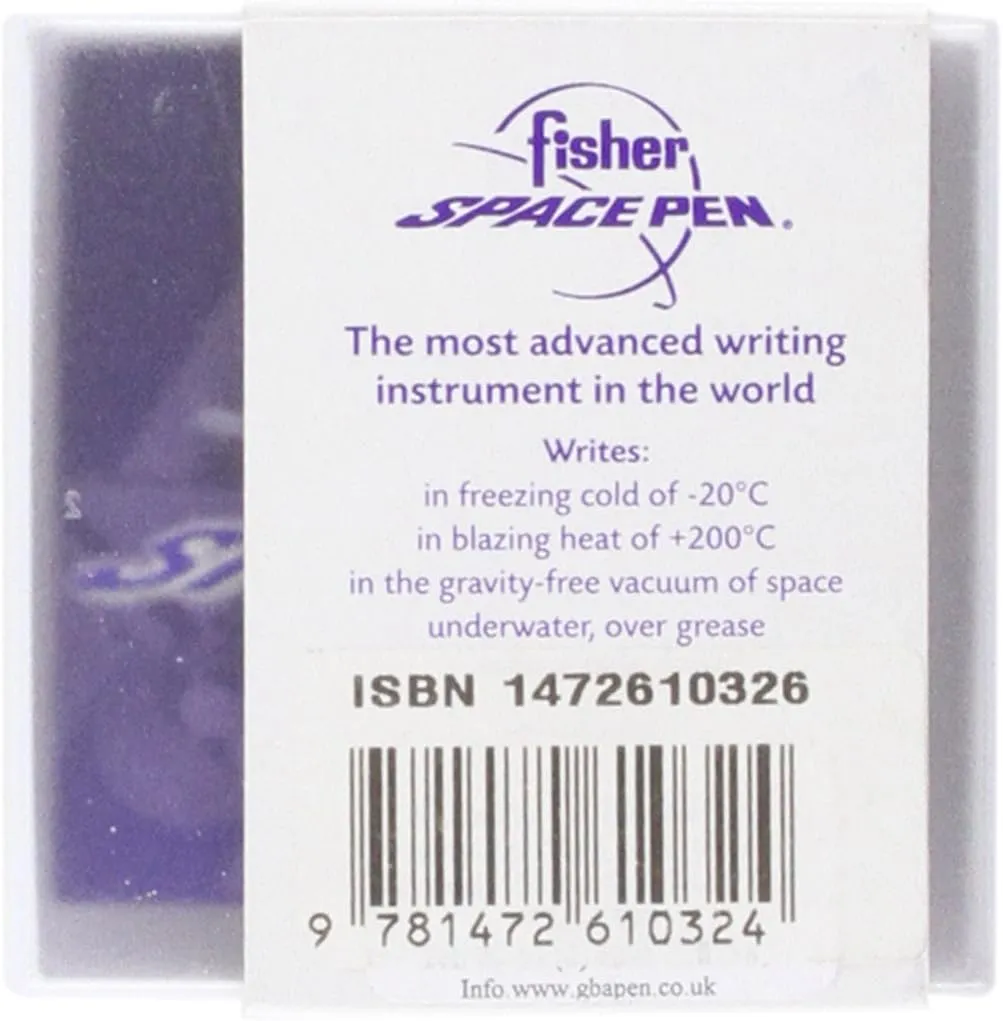 fisher
SPACE PEN®
The most advanced writing
instrument in the world
Writes:
in freezing cold of -20°C
in blazing heat of +200°C
in the gravity-free vacuum of space
underwater, over grease
ISBN 1472610326
9 781472 610324
Info www.gbapen.co.uk